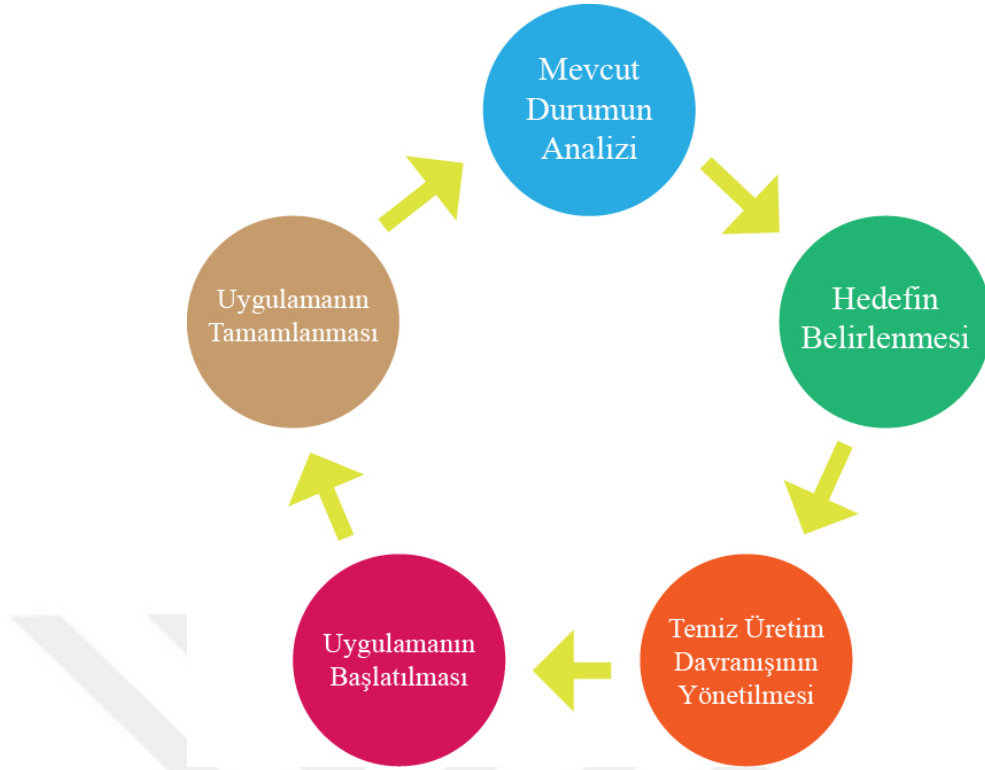 Mevcut
Durumun
Analizi
Hedefin
Belirlenmesi
Temiz Üretim
Davranışının
Yönetilmesi
Uygulamanın
Başlatılması
Uygulamanın
Tamamlanması